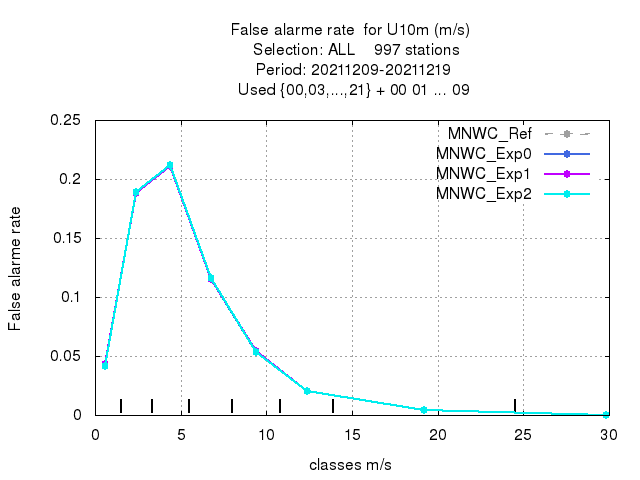 False alarme rate  for U10m (m/s)
Selection: ALL    997 stations
Period: 20211209-20211219
Used {00,03,...,21} + 00 01 ... 09
0.25
MNWC_Ref
MNWC_Exp0
MNWC_Exp1
MNWC_Exp2
0.2
0.15
0.1
0.05
0
False alarme rate
0 5 10 15 20 25 30
classes m/s